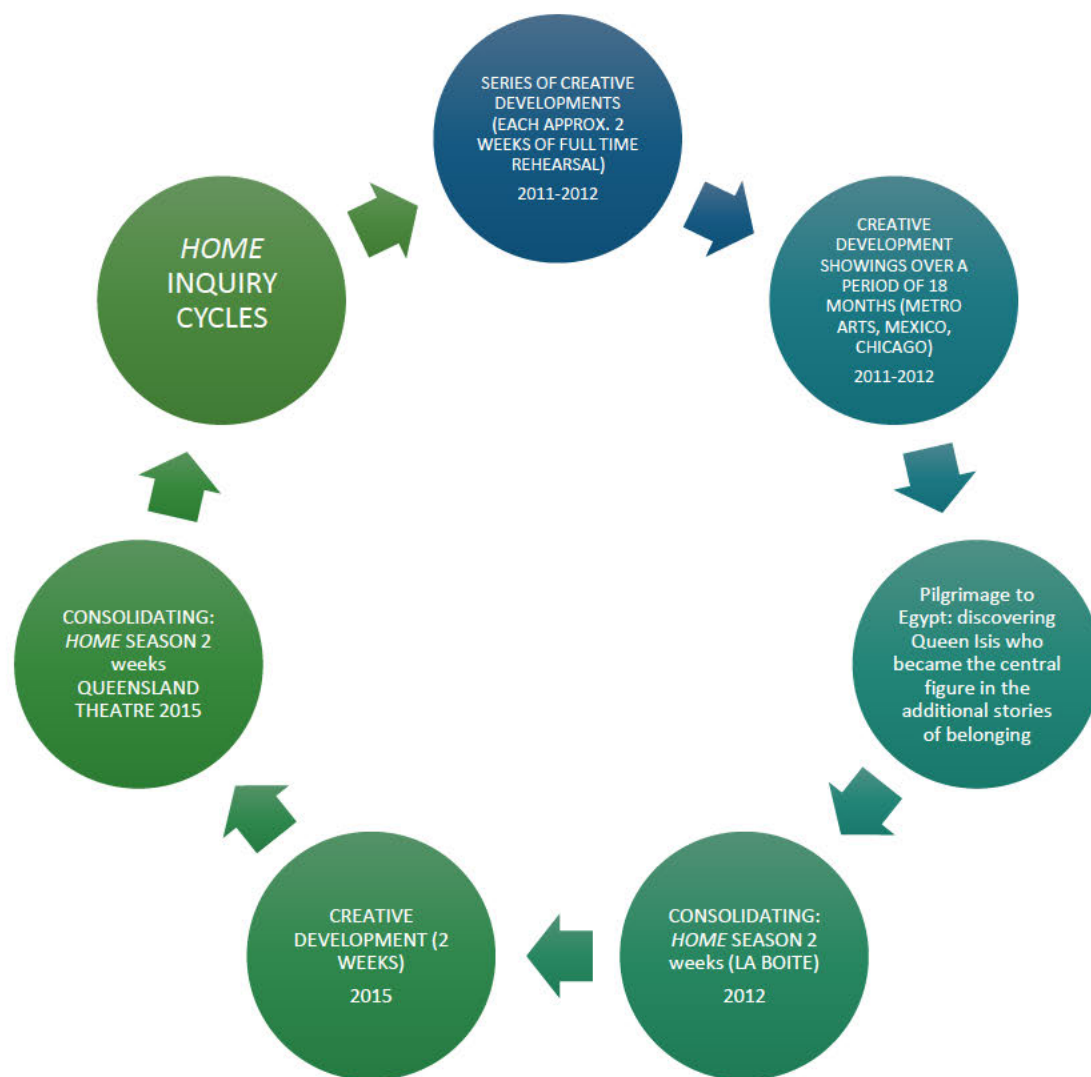 SERIES OF CREATIVE
DEVELOPMENTS
(EACH APPROX. 2
WEEKS OF FULL TIME
REHEARSAL)
2011-2012
CREATIVE
DEVELOPMENT
SHOWINGS OVER A
PERIOD OF 18
MONTHS (METRO
ARTS, MEXICO,
CHICAGO)
2011-2012
Pilgrimage to
Egypt: discovering
Queen Isis who
became the central
figure in the
additional stories
of belonging
CONSOLIDATING:
HOME SEASON 2
weeks (LA BOITE)
2012
CREATIVE
DEVELOPMENT (2
WEEKS)
2015
CONSOLIDATING:
HOME SEASON 2
weeks
QUEENSLAND
THEATRE 2015
HOME
INQUIRY
CYCLES